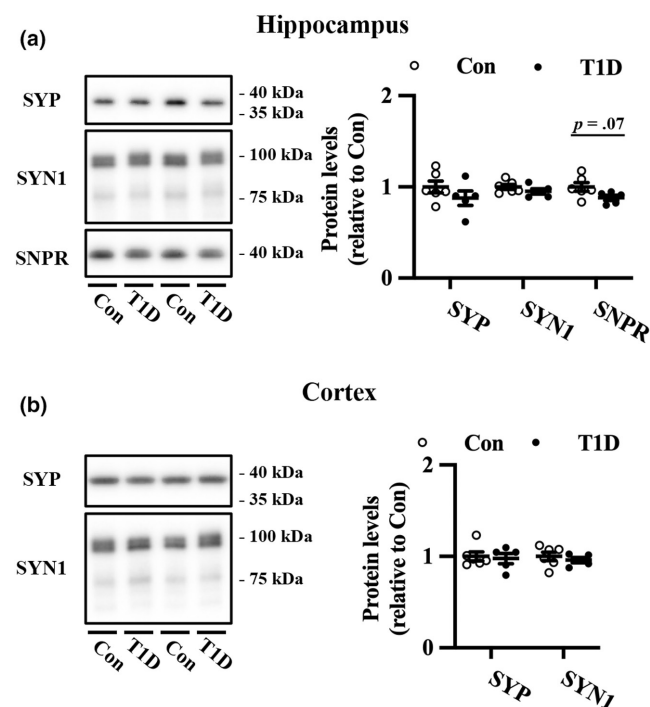 Hippocampus
(a)
SYP
- 40 kDa
- 35 kDa
SYN1
- 100 kDa
- 75 kDa
SNPR
- 40 kDa
Con T1D Con T1D
Con T1D
Protein levels
(relative to Con)
2
1
0
p = .07
SYP SYN1 SNPR
Cortex
(b)
SYP
- 40 kDa
- 35 kDa
SYN1
- 100 kDa
- 75 kDa
Con T1D Con T1D
Con T1D
Protein levels
(relative to Con)
2
1
0
SYP SYN1